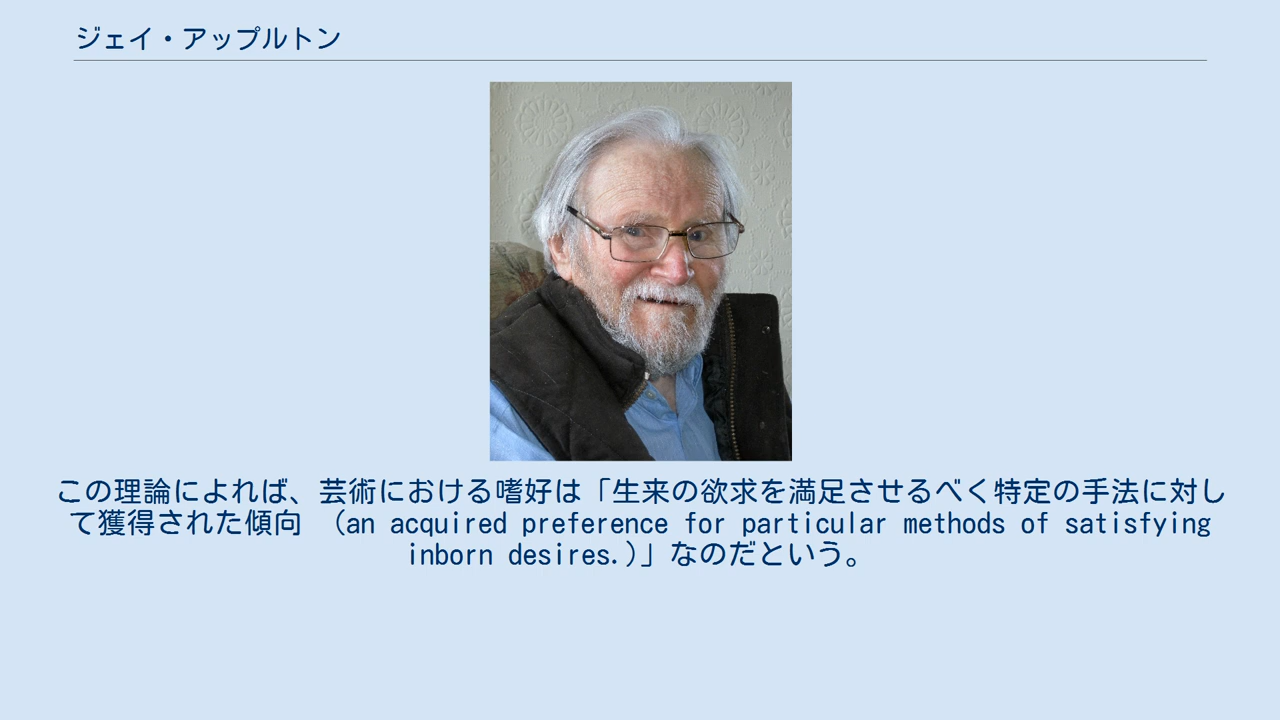 ジェイ・アップルトン
この理論によれば、芸術における嗜好は「生来の欲求を満足させるべく特定の手法に対し
て獲得された傾向 （an acquired preference for particular methods of satisfying
inborn desires.）」なのだという。